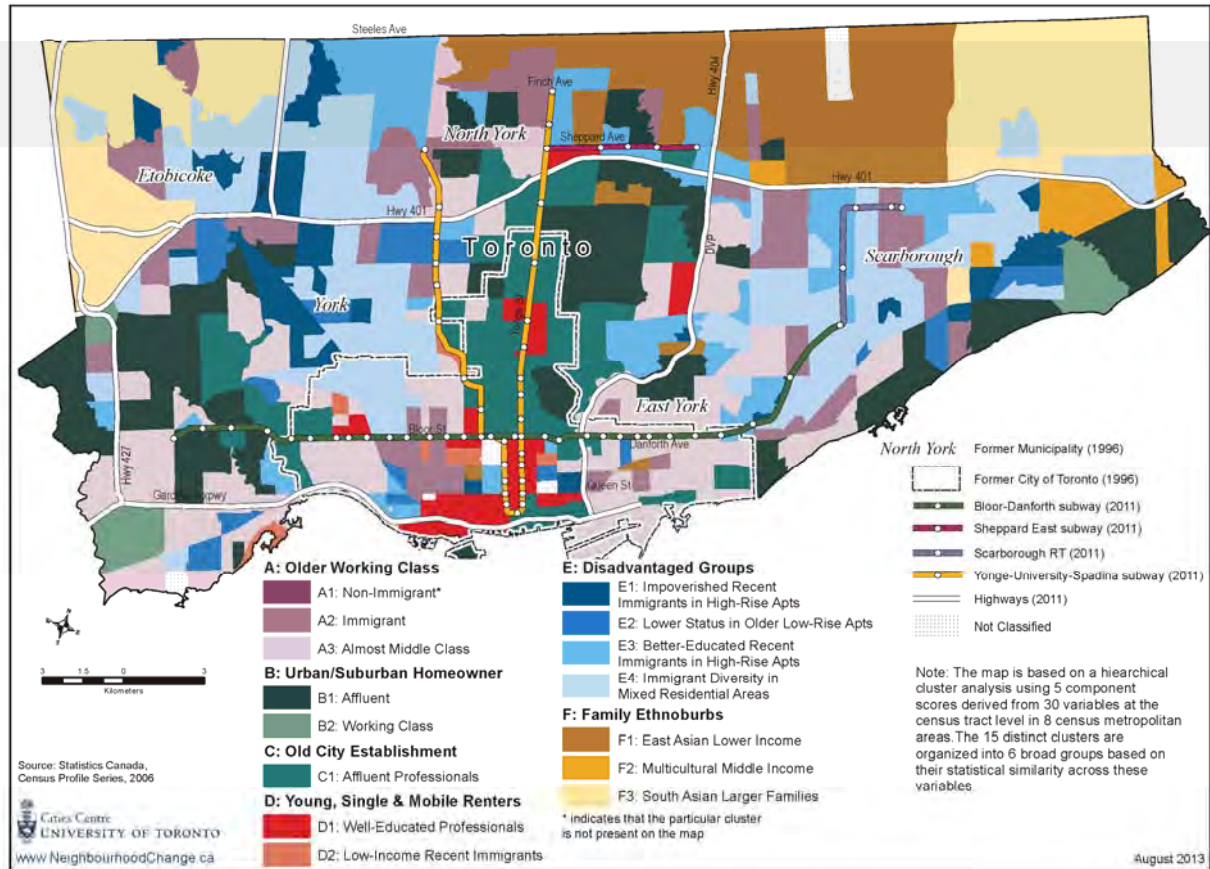 Steeles Ave
Finch Ave
Hwy 404
North York
Sheppard Ave
Etobicoke
Hwy 401
Hwy 401
Toronto
DVP
Scarborough
York
Yonge St
East York
Bloor St
Danforth Ave
Hwy 427
Queen St
North York Former Municipality (1996)
Former City of Toronto (1996)
Bloor-Danforth subway (2011)
Sheppard East subway (2011)
Scarborough RT (2011)
Yonge-University-Spadina subway (2011)
Highways (2011)
Not Classified
N
3 1.5 0 3
Kilometers
A: Older Working Class
A1: Non-Immigrant*
A2: Immigrant
A3: Almost Middle Class
B: Urban/Suburban Homeowner
B1: Affluent
B2: Working Class
C: Old City Establishment
C1: Affluent Professionals
D: Young, Single & Mobile Renters
D1: Well-Educated Professionals
D2: Low-Income Recent Immigrants
E: Disadvantaged Groups
E1: Impoverished Recent
Immigrants in High-Rise Apts
E2: Lower Status in Older Low-Rise Apts
E3: Better-Educated Recent
Immigrants in High-Rise Apts
E4: Immigrant Diversity in
Mixed Residential Areas
F: Family Ethnoburbs
F1: East Asian Lower Income
F2: Multicultural Middle Income
F3: South Asian Larger Families
* indicates that the particular cluster
is not present on the map
Note: The map is based on a hiearchical
cluster analysis using 5 component
scores derived from 30 variables at the
census tract level in 8 census metropolitan
areas.The 15 distinct clusters are
organized into 6 broad groups based on
their statistical similarity across these
variables.
Source: Statistics Canada,
Census Profile Series, 2006
Cities Centre
UNIVERSITY OF TORONTO
www.NeighbourhoodChange.ca
August 2013